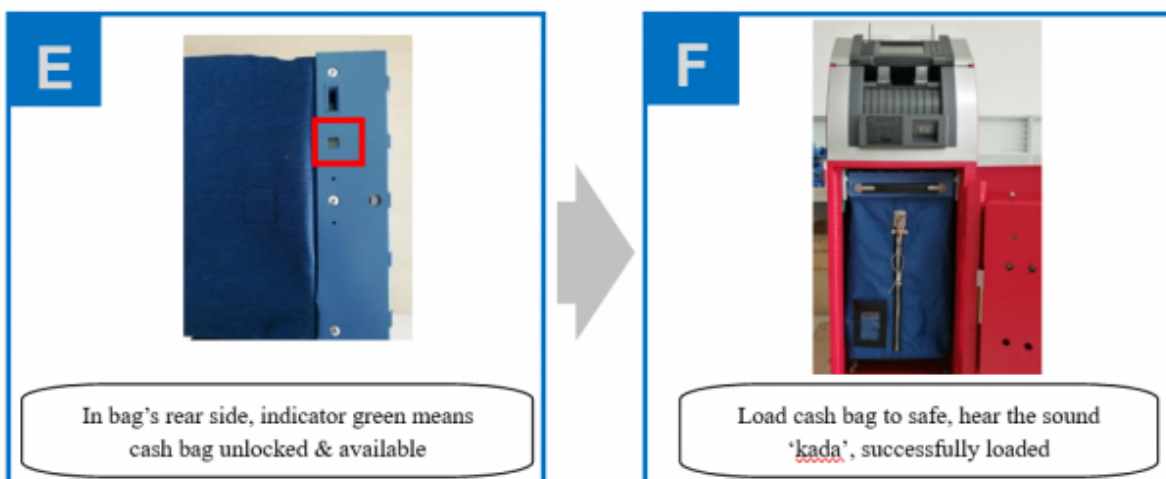 E
In bag's rear side, indicator green means
cash bag unlocked & available
F
Load cash bag to safe, hear the sound
‘kada’, successfully loaded